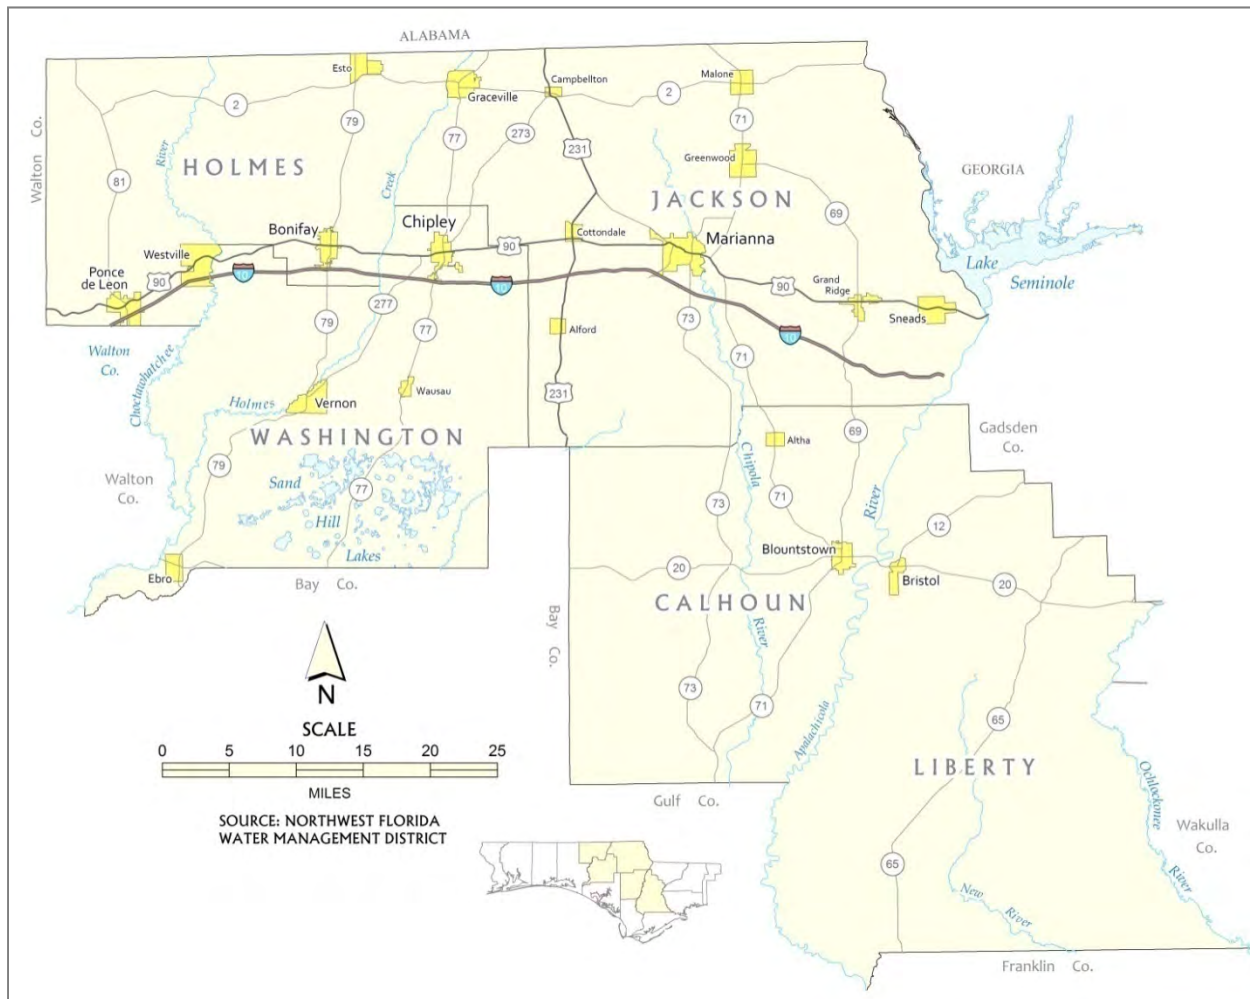 ALABAMA
Esto
Graceville
Campbellton
Malone
2
2
79
77
273
71
231
Walton Co.
River
HOLMES
Creek
Greenwood
GEORGIA
81
JACKSON
69
Bonifay
Chipley
Cottondale
Marianna
Westville
90
Lake
Seminole
Ponce
de Leon
90
10
10
277
90
Grand
Ridge
Sneads
79
77
Alford
73
10
71
Walton
Co.
Choctawhatchee
Holmes
Vernon
Wausau
231
WASHINGTON
Altha
69
Gadsden
Co.
Chipola
79
Walton
Co.
Sand
77
Hill
Lakes
73
71
River
12
Blountstown
Ebro
Bay Co.
20
Bristol
20
CALHOUN
Bay Co.
River
N
73
71
Apalachicola
65
SCALE
0 5 10 15 20 25
MILES
LIBERTY
Ochlockonee
River
Gulf Co.
Wakulla
Co.
SOURCE: NORTHWEST FLORIDA
WATER MANAGEMENT DISTRICT
65
New
River
Franklin Co.